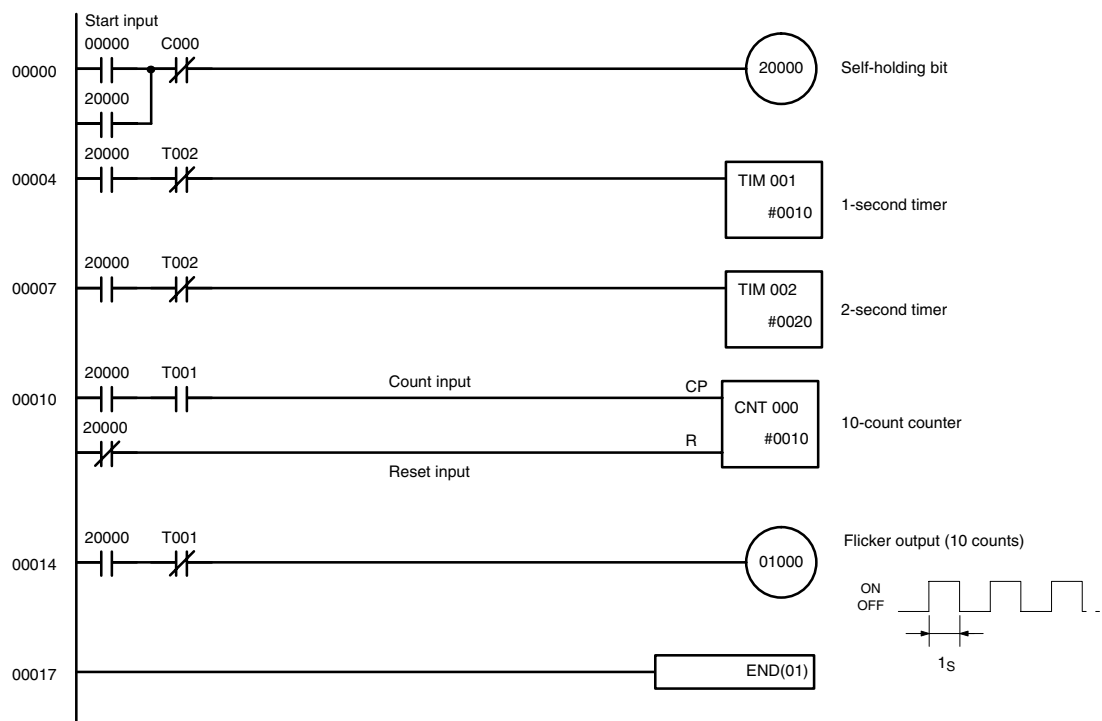 Start input
00000 C000
00000
20000
Self-holding bit
20000
20000 T002
00004
TIM 001
#0010
1-second timer
20000 T002
00007
TIM 002
#0020
2-second timer
20000 T001
00010
Count input
CP
CNT 000
#0010
10-count counter
20000
R
Reset input
20000 T001
00014
01000
Flicker output (10 counts)
ON
OFF
1s
00017
END(01)